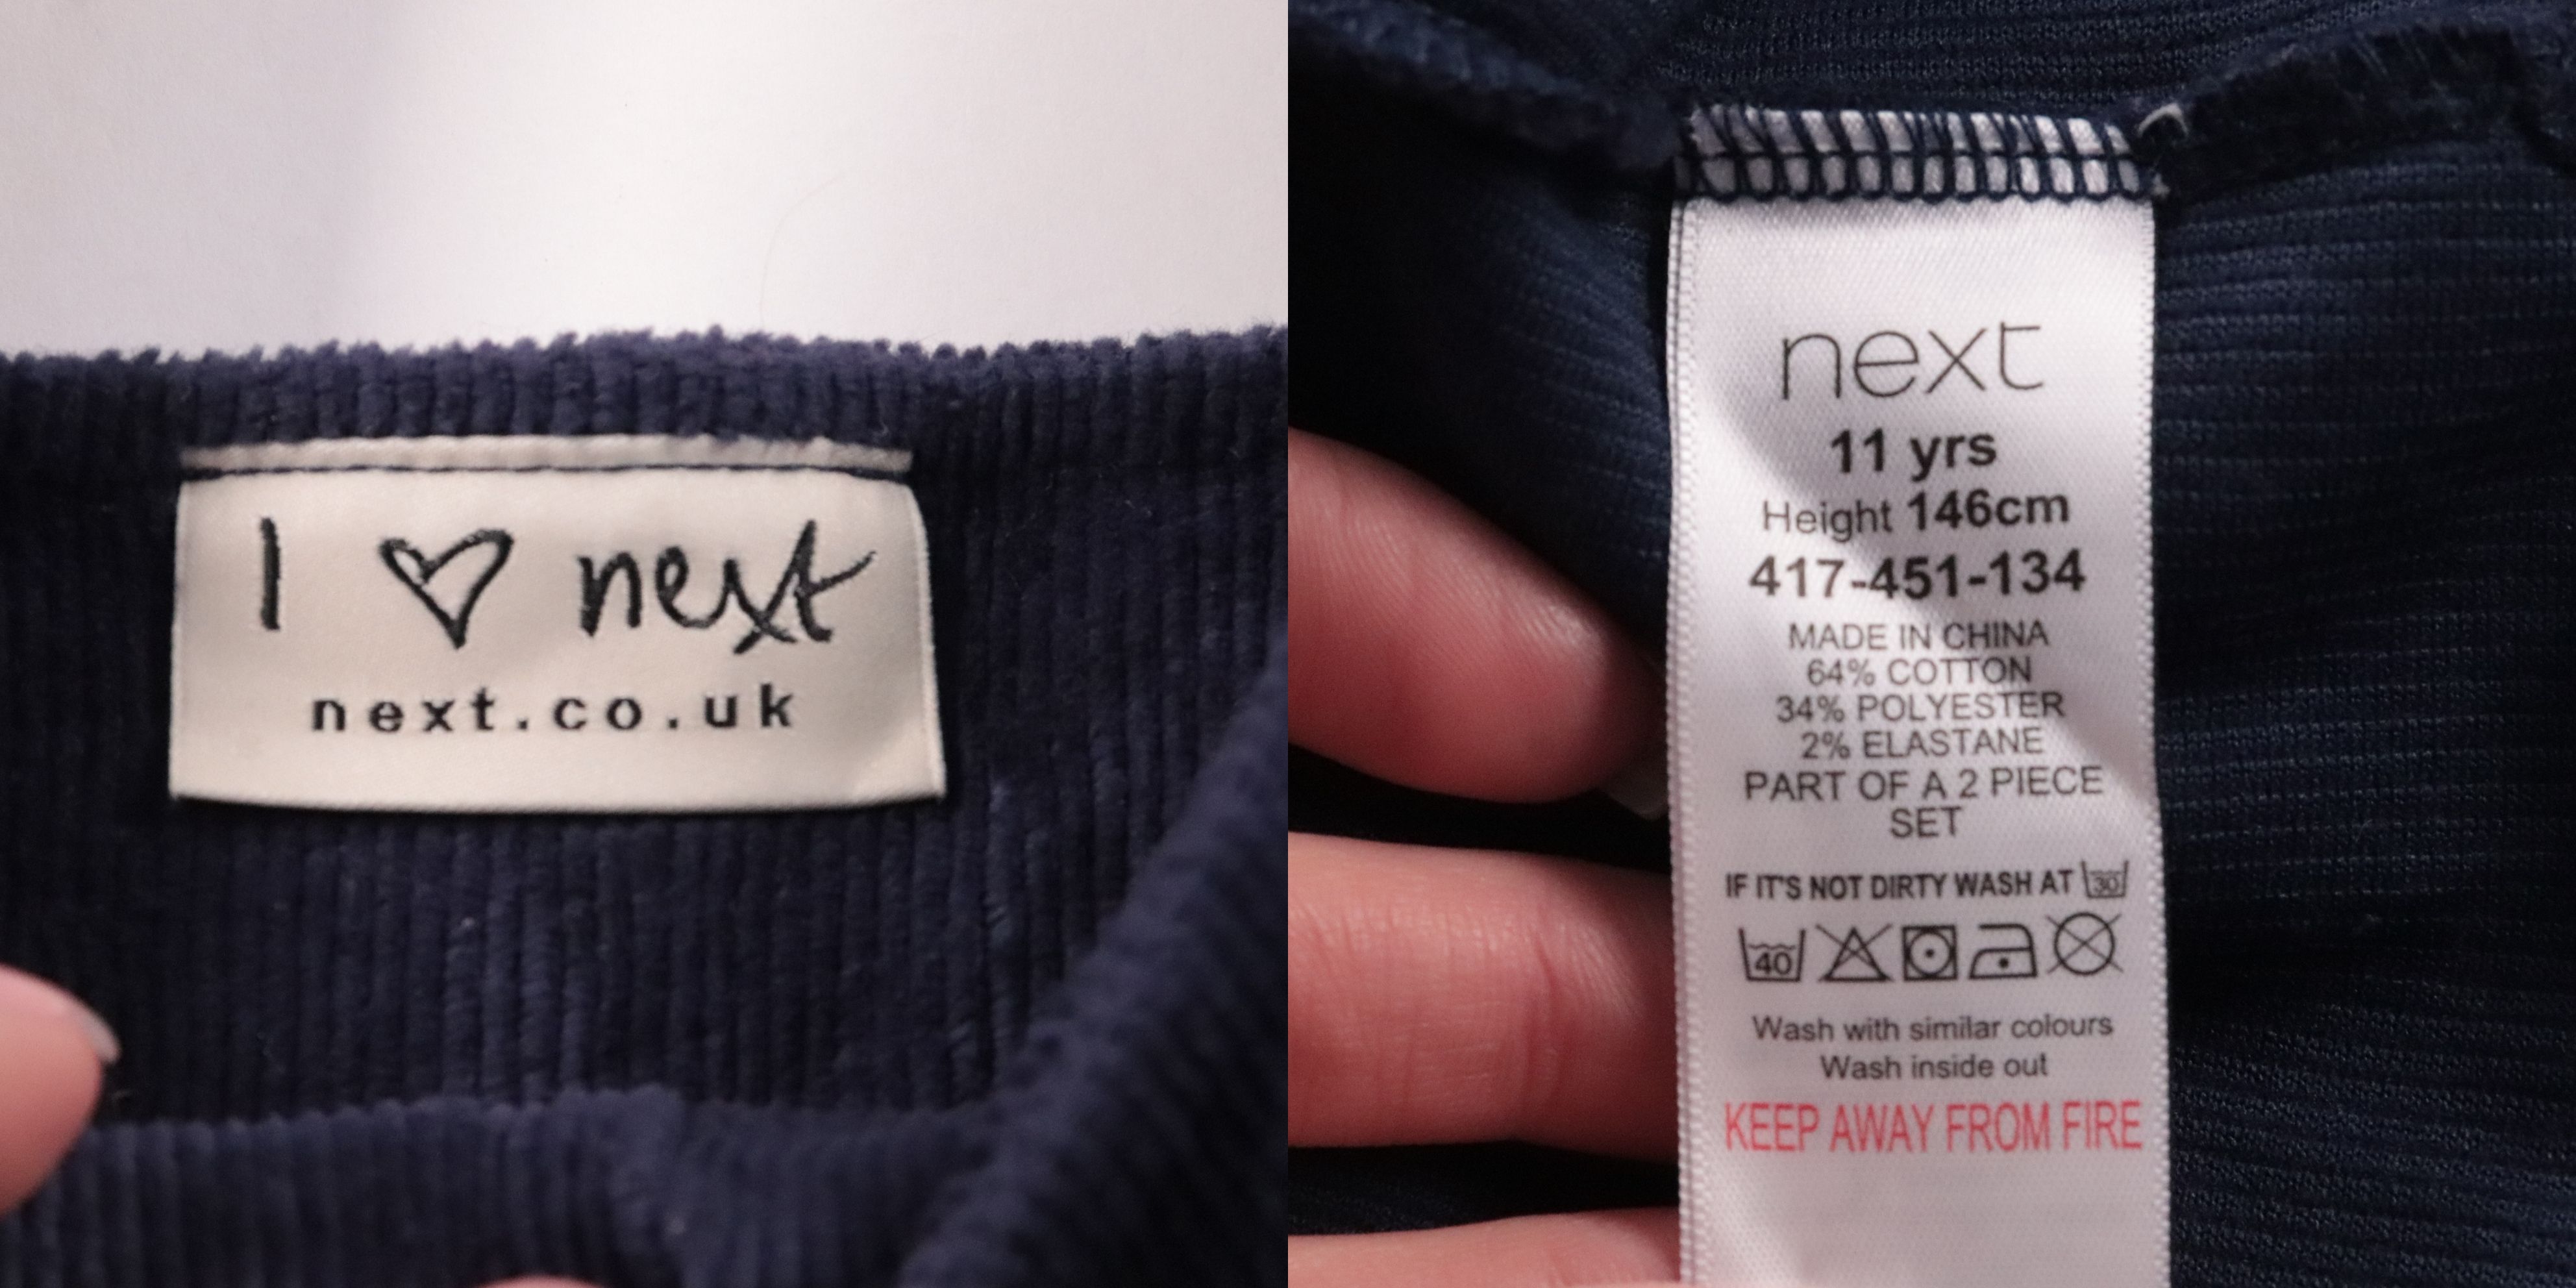 I ♡ next
next.co.uk
next
11 yrs
Height 146cm
417-451-134
MADE IN CHINA
64% COTTON
34% POLYESTER
2% ELASTANE
PART OF A 2 PIECE
SET
IF IT'S NOT DIRTY WASH AT 30
40
Wash with similar colours
Wash inside out
KEEP AWAY FROM FIRE